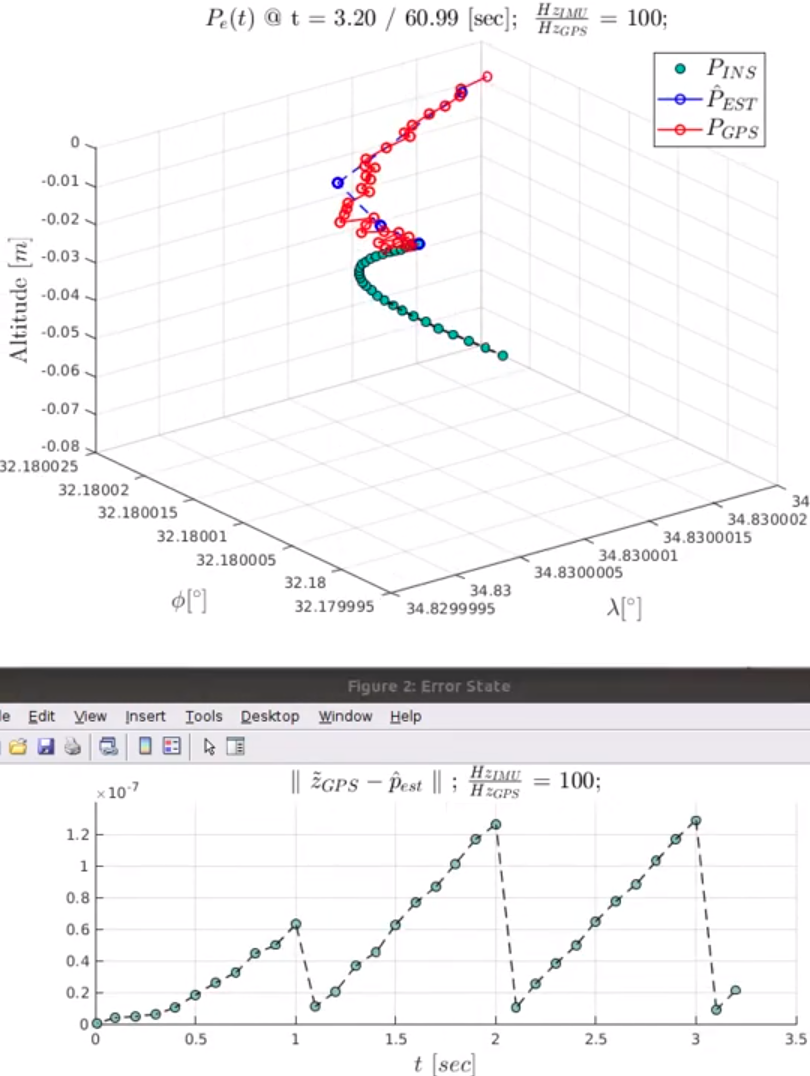 P_e(t) @ t = 3.20 / 60.99 [sec]; Hz_IMU/Hz_GPS = 100;
P_INS
P̂_EST
P_GPS
0
-0.01
-0.02
-0.03
-0.04
-0.05
-0.06
-0.07
-0.08
Altitude [m]
32.180025
32.18002
32.180015
32.18001
32.180005
32.18
32.179995
ϕ[°]
34.8299995
34.83
34.8300005
34.830001
34.8300015
34.830002
34
λ[°]
Figure 2: Error State
le Edit View Insert Tools Desktop Window Help
×10^-7
‖ z̃_GPS − p̂_est ‖ ; Hz_IMU/Hz_GPS = 100;
1.2
1
0.8
0.6
0.4
0.2
0
0 0.5 1 1.5 2 2.5 3 3.5
t [sec]